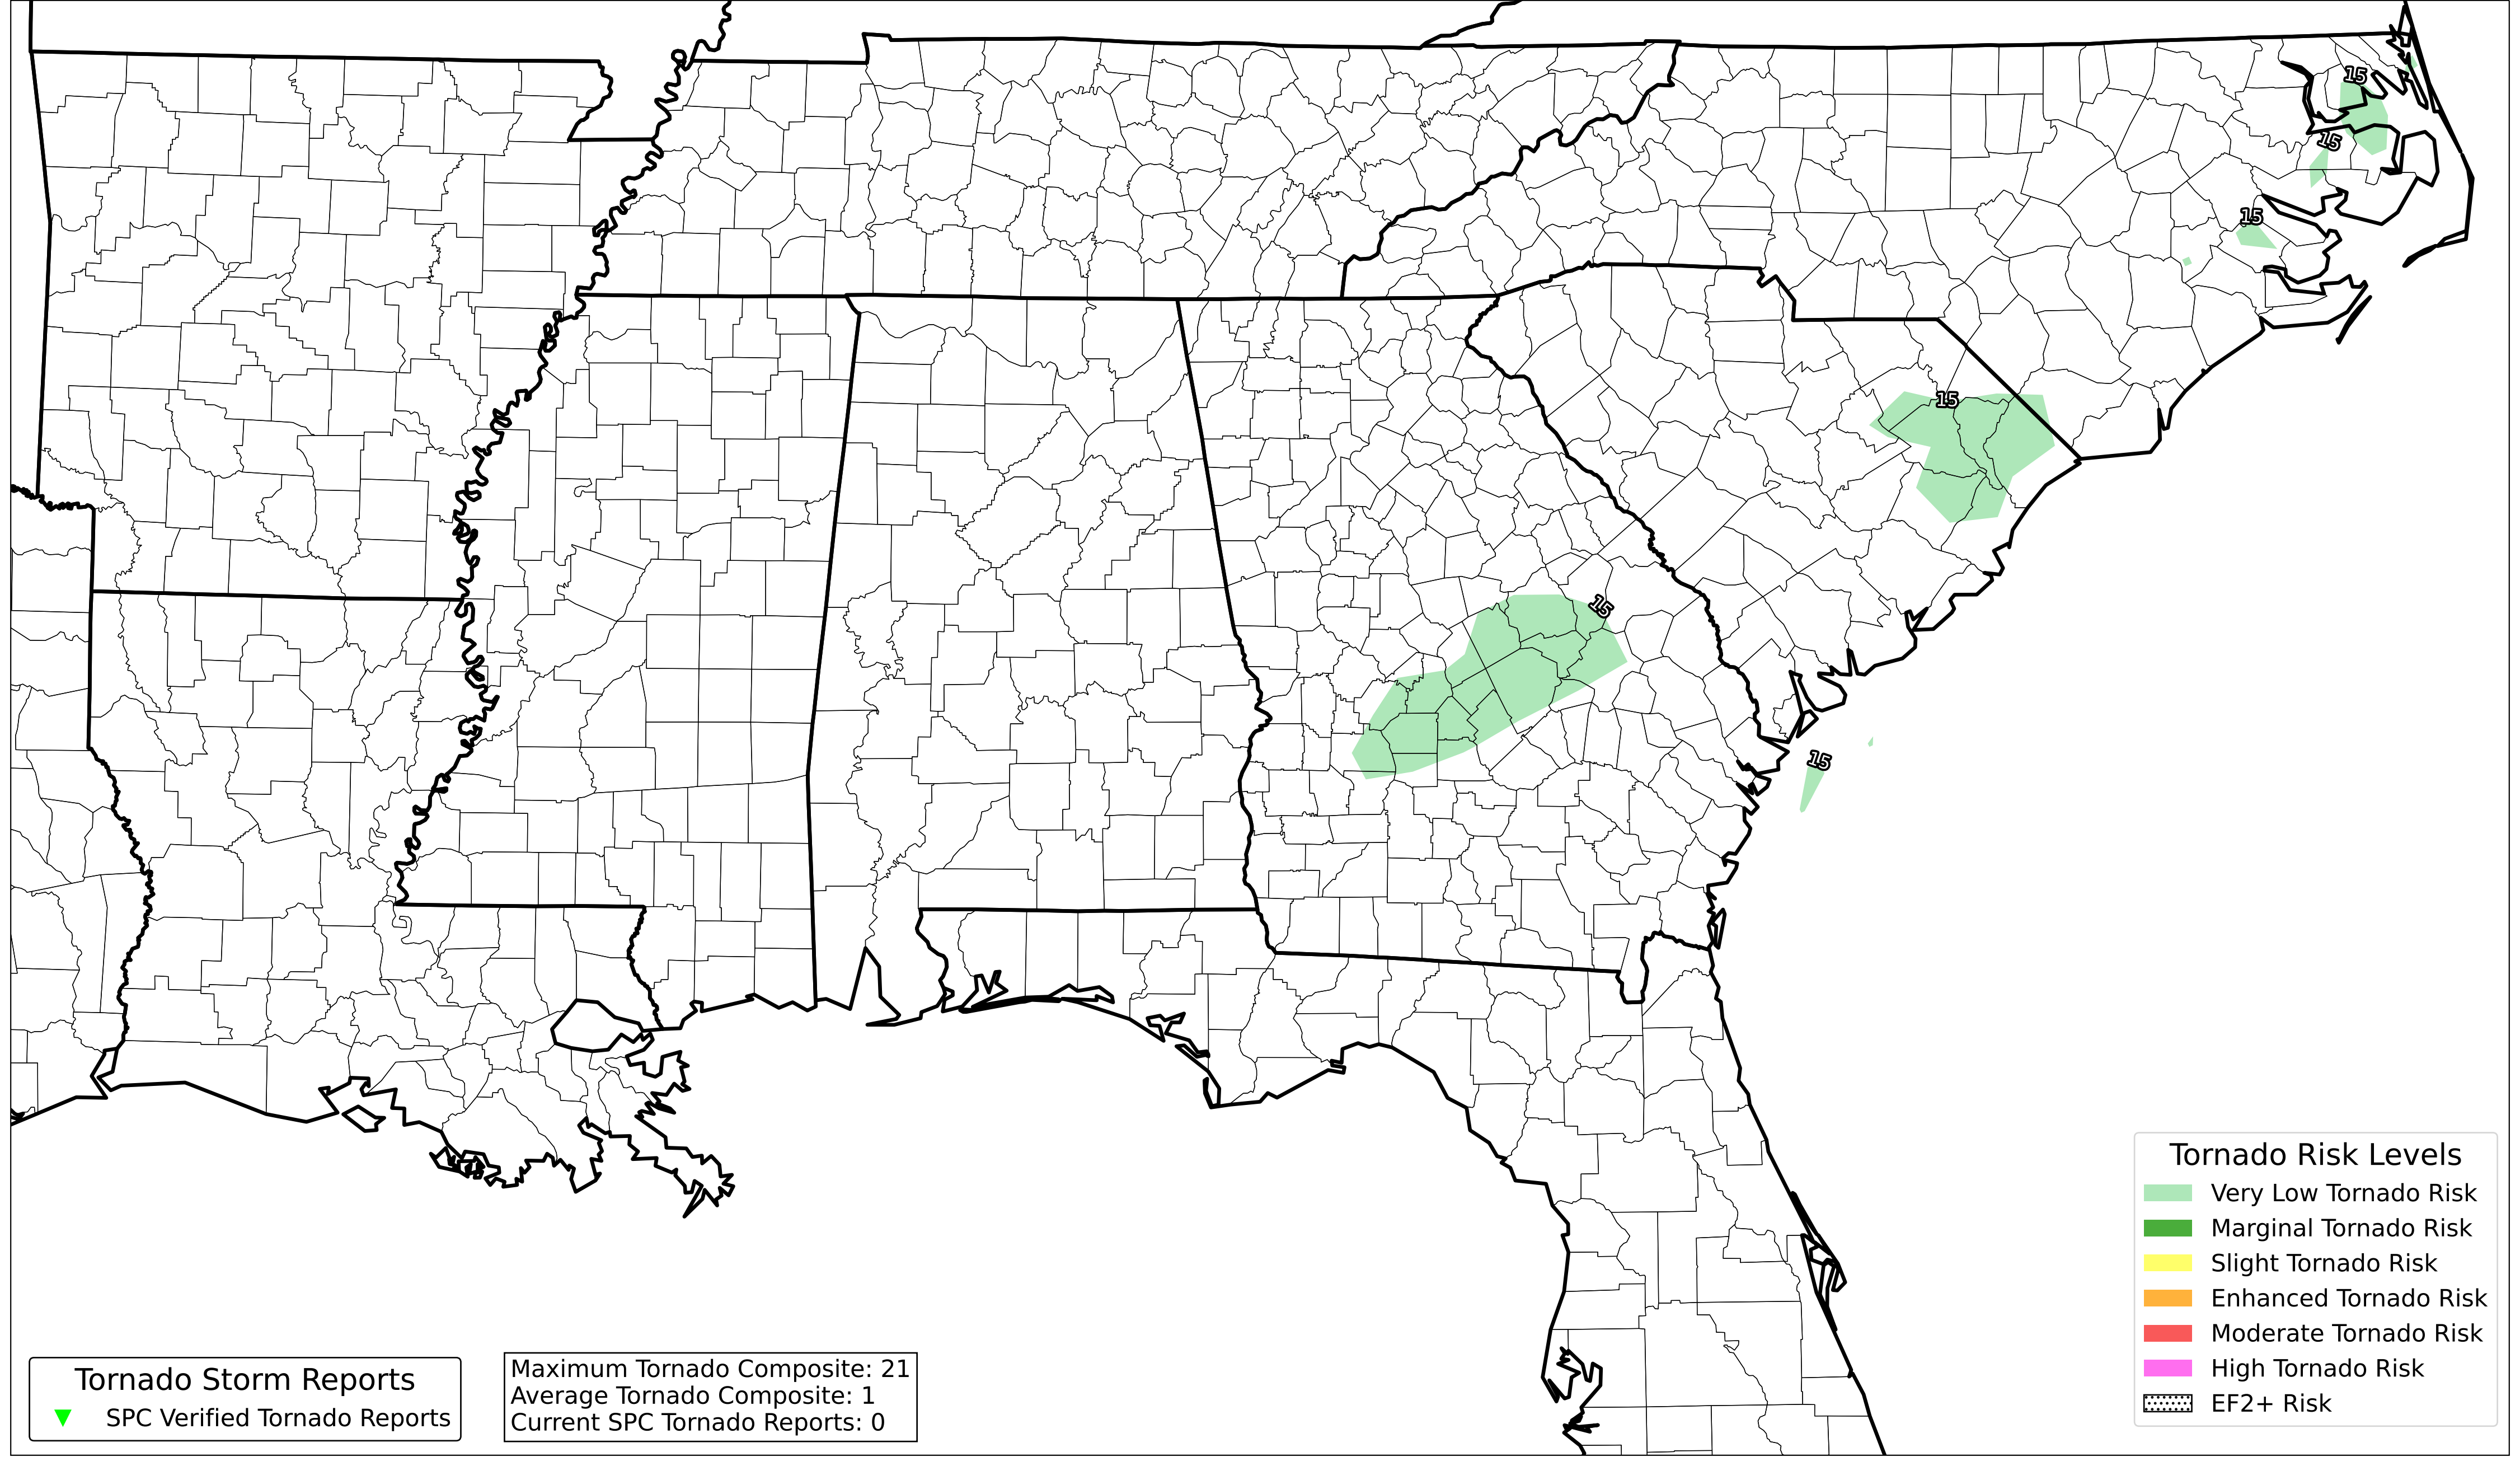 15
15
15
15
15
15
Tornado Risk Levels
Very Low Tornado Risk
Marginal Tornado Risk
Slight Tornado Risk
Enhanced Tornado Risk
Moderate Tornado Risk
High Tornado Risk
EF2+ Risk
Tornado Storm Reports
SPC Verified Tornado Reports
Maximum Tornado Composite: 21
Average Tornado Composite: 1
Current SPC Tornado Reports: 0